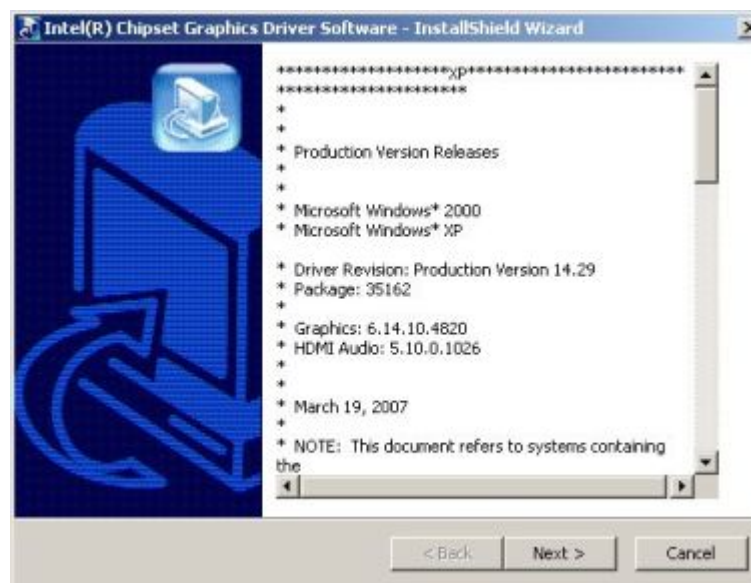 Intel(R) Chipset Graphics Driver Software - InstallShield Wizard
*******************XP************************
*********************
*
*
* Production Version Releases
*
*
* Microsoft Windows* 2000
* Microsoft Windows* XP
* Driver Revision: Production Version 14.29
* Package: 35162
*
* Graphics: 6.14.10.4820
* HDMI Audio: 5.10.0.1026
*
*
* March 19, 2007
*
* NOTE: This document refers to systems containing
the
< Back
Next >
Cancel